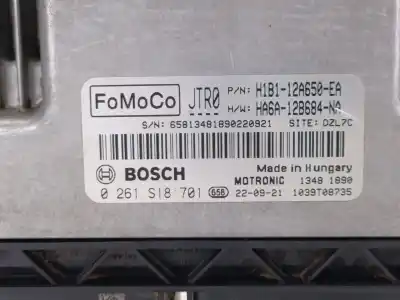 FoMoCo JTR0 P/N: H1B1-12A650-EA
H/W: HA6A-12B684-NA
S/N: 65813481890220921 SITE: DZL7C
BOSCH Made in Hungary
MOTRONIC 1348 1890
0 261 S18 701 658 22-09-21 1039T08735